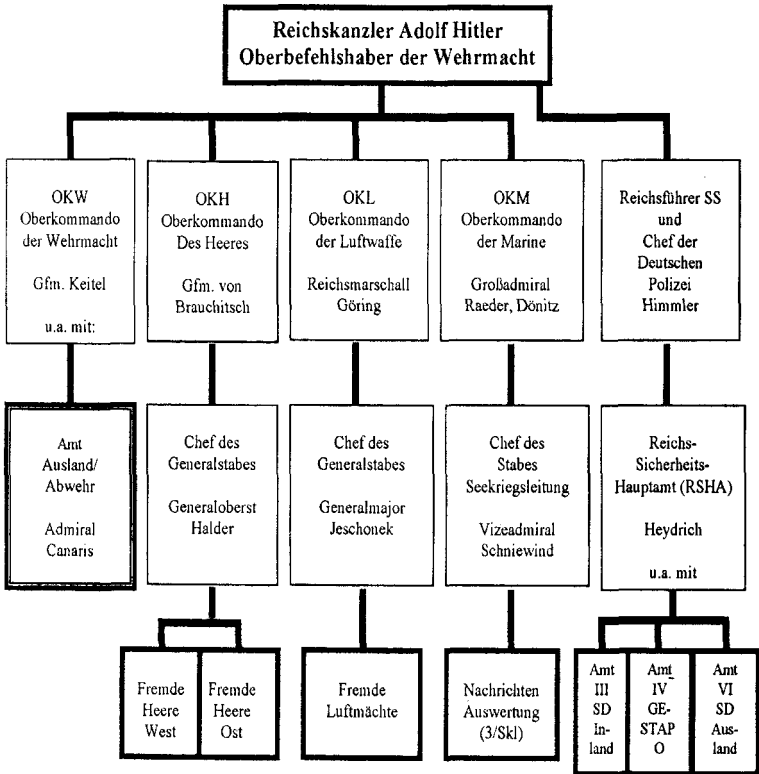 Reichskanzler Adolf Hitler
Oberbefehlshaber der Wehrmacht
OKW
Oberkommando
der Wehrmacht
Gfm. Keitel
u.a. mit:
OKH
Oberkommando
Des Heeres
Gfm. von
Brauchitsch
OKL
Oberkommando
der Luftwaffe
Reichsmarschall
Göring
OKM
Oberkommando
der Marine
Großadmiral
Raeder, Dönitz
Reichsführer SS
und
Chef der
Deutschen
Polizei
Himmler
Amt
Ausland/
Abwehr
Admiral
Canaris
Chef des
Generalstabes
Generaloberst
Halder
Chef des
Generalstabes
Generalmajor
Jeschonek
Chef des
Stabes
Seekriegsleitung
Vizeadmiral
Schniewind
Reichs-
Sicherheits-
Hauptamt (RSHA)
Heydrich
u.a. mit
Fremde
Heere
West
Fremde
Heere
Ost
Fremde
Luftmächte
Nachrichten
Auswertung
(3/Skl)
Amt
III
SD
In-
land
Amt
IV
GE-
STAP
O
Amt
VI
SD
Aus-
land